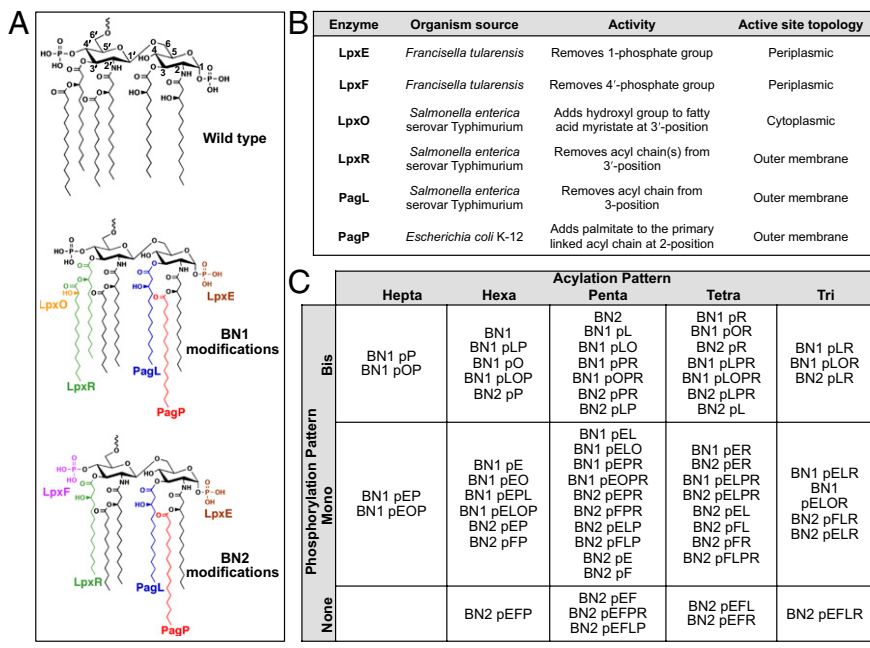 A
6'
4'
5'
1'
3'
2'
6
4
5
3
2
1
HO
HO
HO
OH
OH
Wild type
LpxO
LpxE
BN1
modifications
LpxR
PagL
PagP
LpxF
LpxE
BN2
modifications
LpxR
PagL
PagP
B
Enzyme Organism source Activity Active site topology
LpxE Francisella tularensis Removes 1-phosphate group Periplasmic
LpxF Francisella tularensis Removes 4'-phosphate group Periplasmic
LpxO Salmonella enterica
serovar Typhimurium Adds hydroxyl group to fatty
acid myristate at 3'-position Cytoplasmic
LpxR Salmonella enterica
serovar Typhimurium Removes acyl chain(s) from
3'-position Outer membrane
PagL Salmonella enterica
serovar Typhimurium Removes acyl chain from
3-position Outer membrane
PagP Escherichia coli K-12 Adds palmitate to the primary
linked acyl chain at 2-position Outer membrane
C
Acylation Pattern
Hepta Hexa Penta Tetra Tri
Phosphorylation Pattern
Bis
BN1 pP
BN1 pOP
BN1
BN1 pLP
BN1 pO
BN1 pLOP
BN2 pP
BN2
BN1 pL
BN1 pLO
BN1 pPR
BN1 pOPR
BN2 pPR
BN2 pLP
BN1 pR
BN1 pOR
BN2 pR
BN1 pLPR
BN1 pLOPR
BN2 pLPR
BN2 pL
BN1 pLR
BN1 pLOR
BN2 pLR
Mono
BN1 pEP
BN1 pEOP
BN1 pE
BN1 pEO
BN1 pEPL
BN1 pELOP
BN2 pEP
BN2 pFP
BN1 pEL
BN1 pELO
BN1 pEPR
BN1 pEOPR
BN2 pEPR
BN2 pFPR
BN2 pELP
BN2 pFLP
BN2 pE
BN2 pF
BN1 pER
BN2 pER
BN1 pELPR
BN2 pELPR
BN2 pEL
BN2 pFL
BN2 pFR
BN2 pFLPR
BN1 pELR
BN1
pELOR
BN2 pFLR
BN2 pELR
None
BN2 pEFP
BN2 pEF
BN2 pEFPR
BN2 pEFLP
BN2 pEFL
BN2 pEFR
BN2 pEFLR